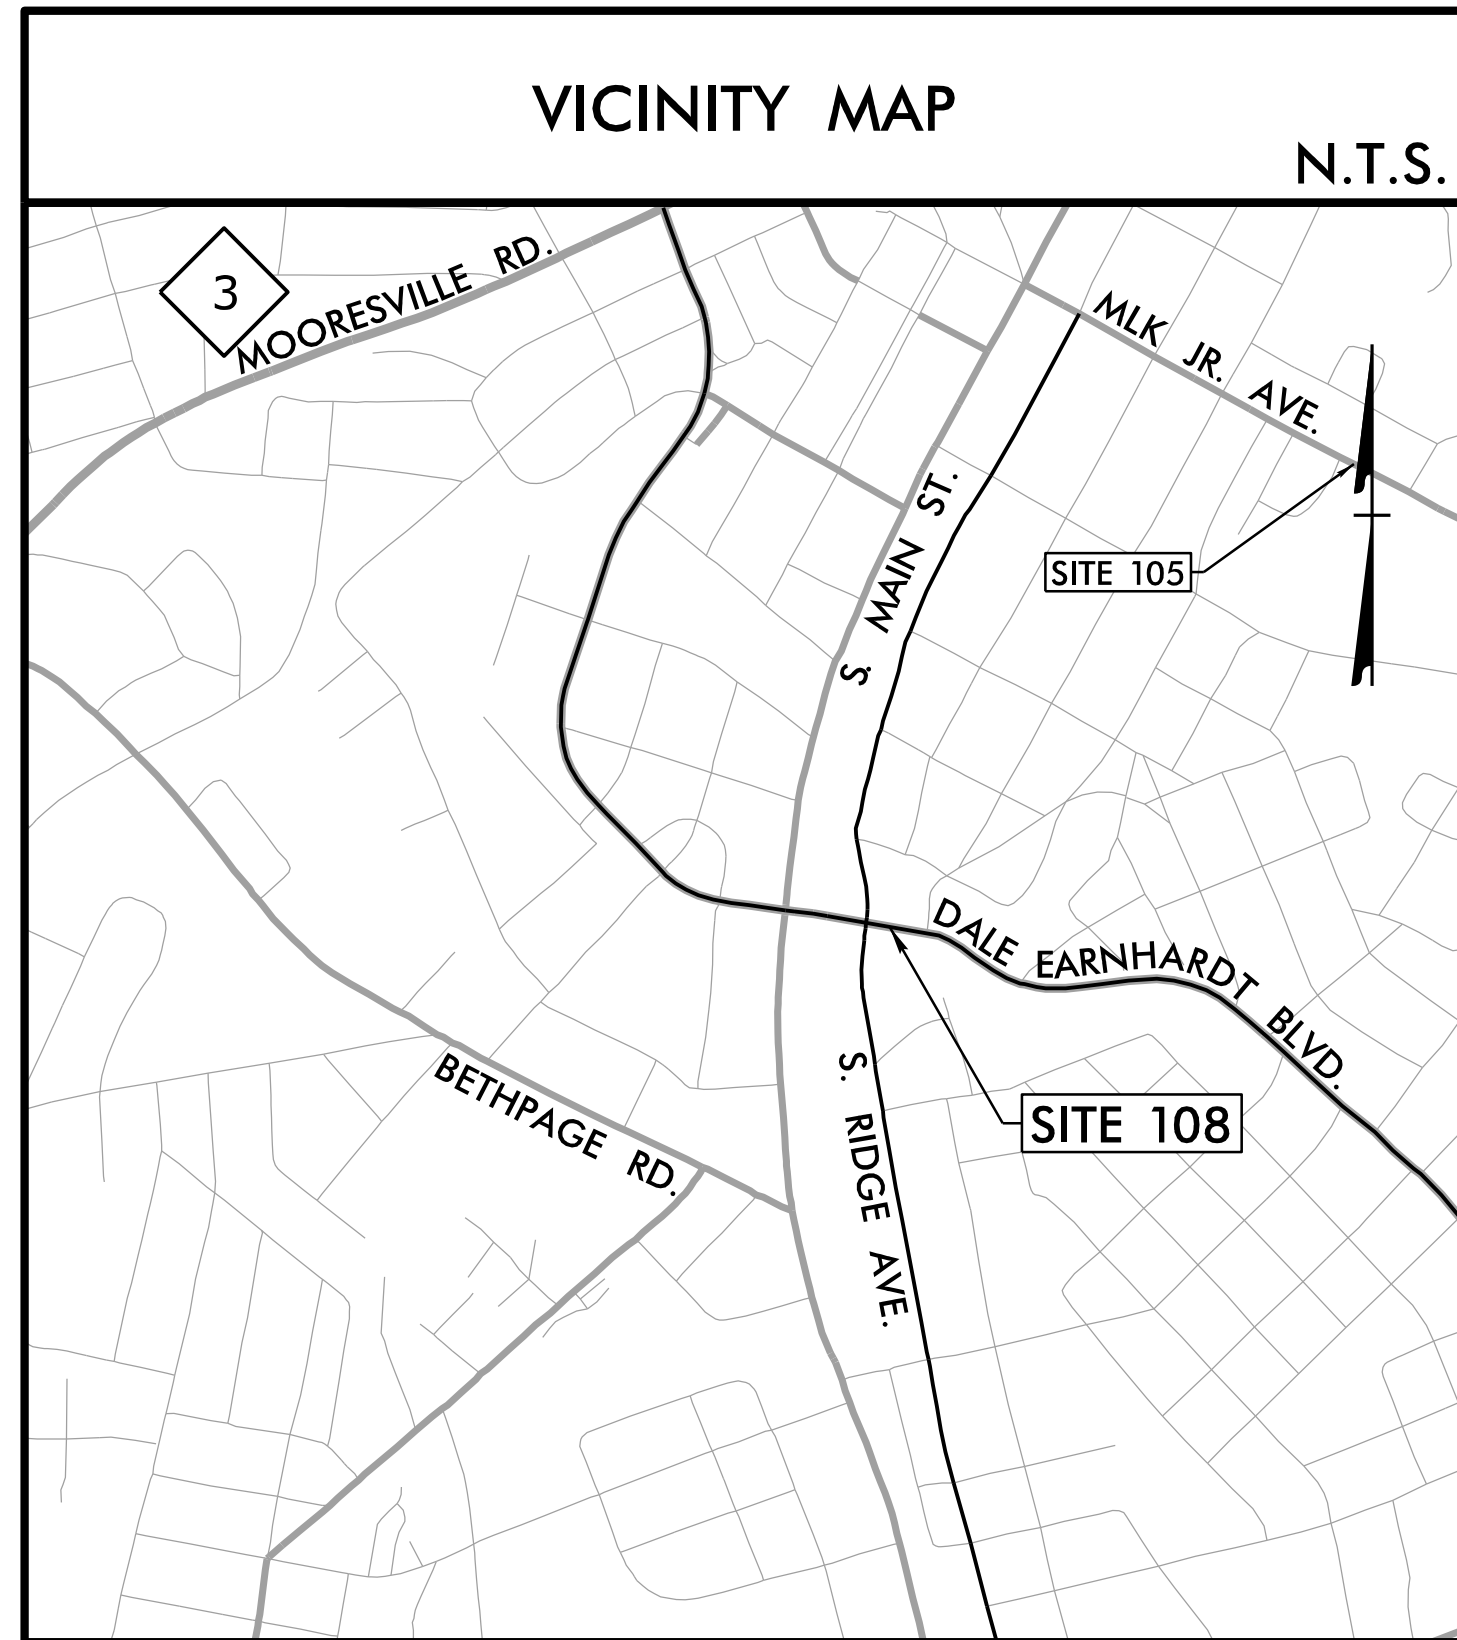 VICINITY MAP
N.T.S.
3
MOORESVILLE RD.
MLK JR. AVE.
S. MAIN ST.
SITE 105
DALE EARNHARDT BLVD.
S. RIDGE AVE.
BETHPAGE RD.
SITE 108